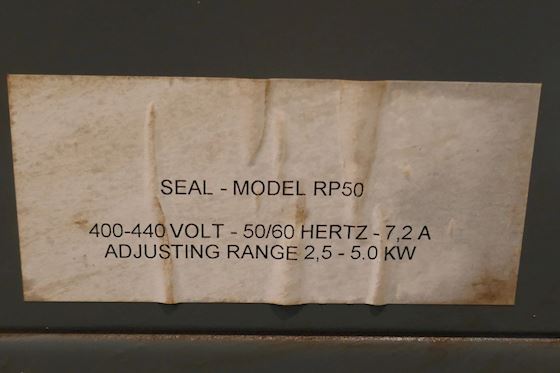 SEAL - MODEL RP50
400-440 VOLT - 50/60 HERTZ - 7,2 A
ADJUSTING RANGE 2,5 - 5.0 KW